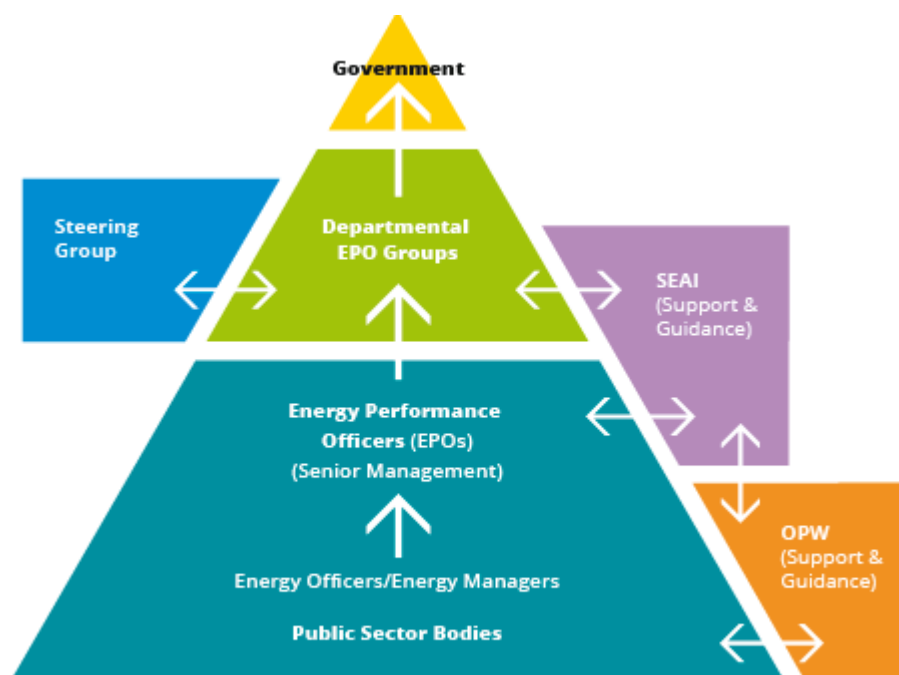 Government
Steering
Group
Departmental
EPO Groups
SEAI
(Support &
Guidance)
Energy Performance
Officers (EPOs)
(Senior Management)
OPW
(Support &
Guidance)
Energy Officers/Energy Managers
Public Sector Bodies